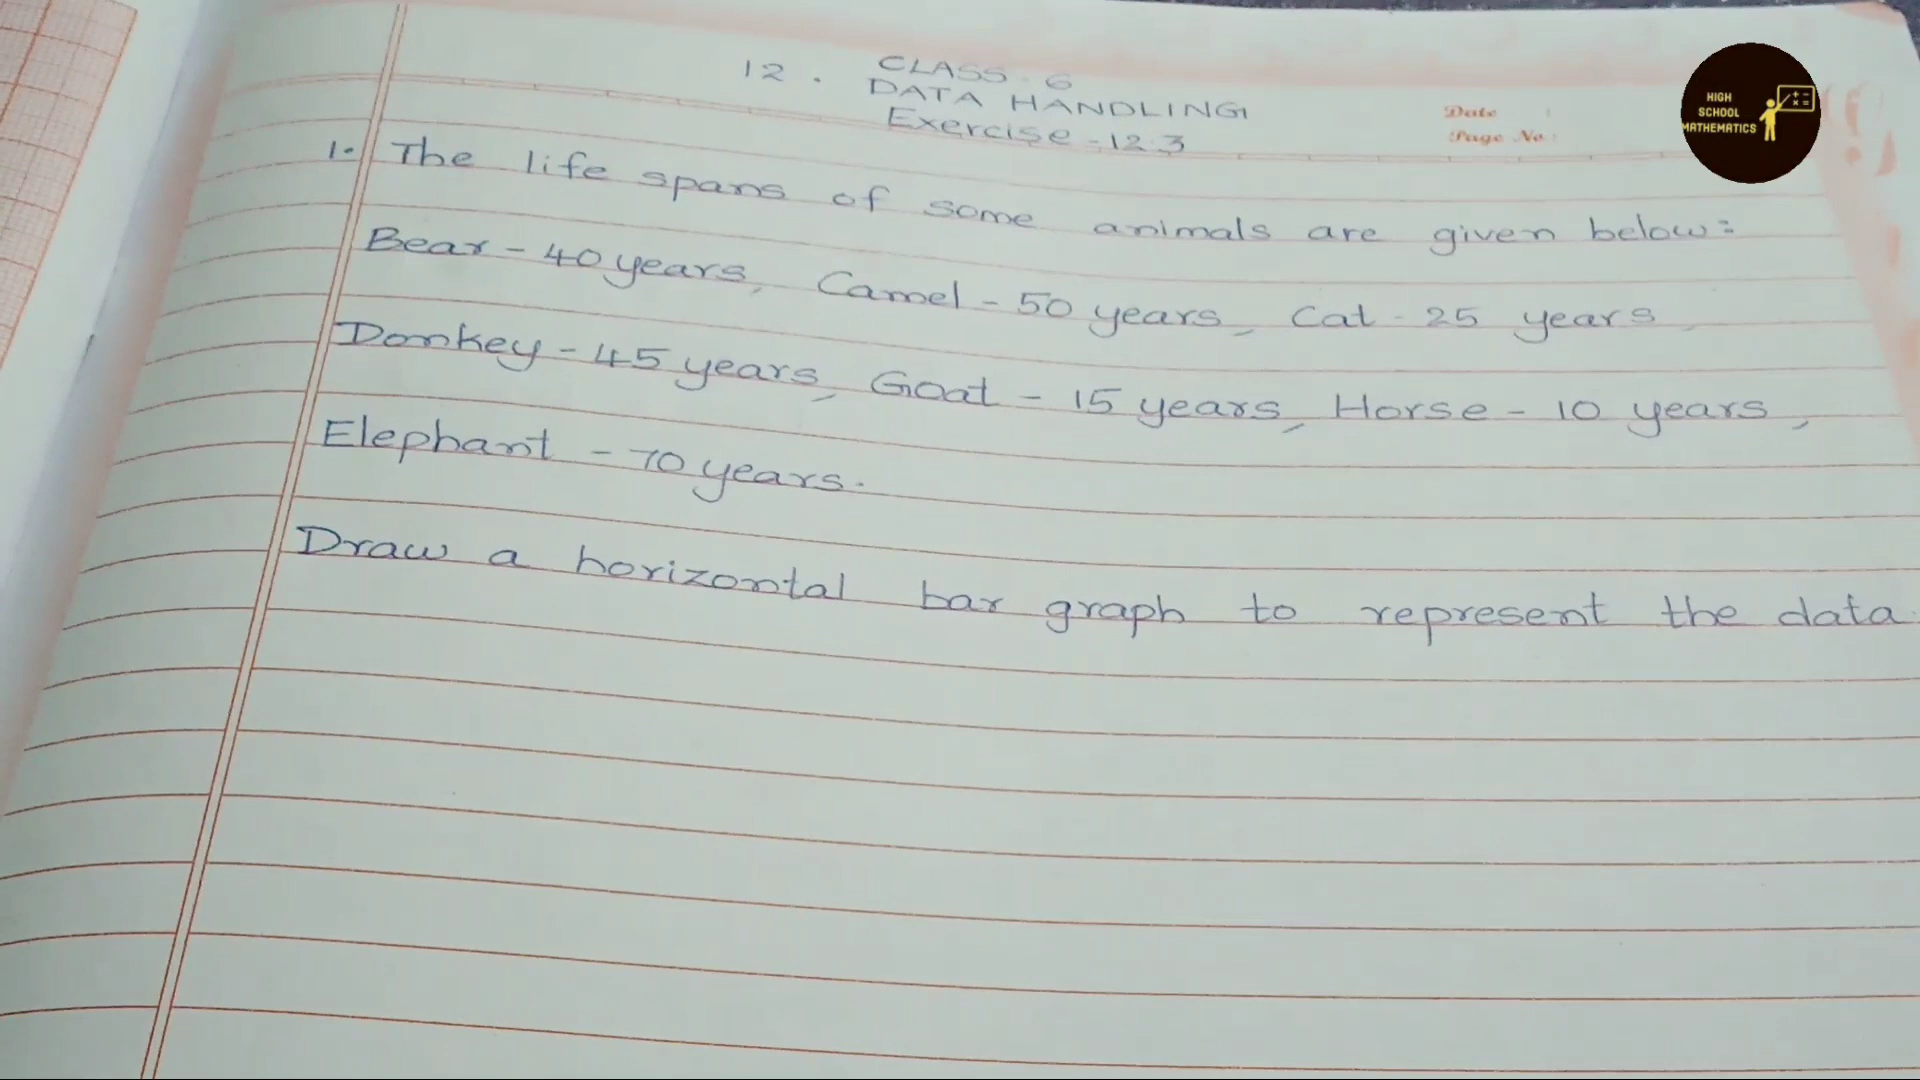 CLASS - 6
12. DATA HANDLING
Exercise - 12.3
Date :
Page No :
HIGH
SCHOOL
MATHEMATICS
1. The life spans of some animals are given below:
Bear - 40 years, Camel - 50 years, Cat - 25 years,
Donkey - 45 years, Goat - 15 years, Horse - 10 years,
Elephant - 70 years.
Draw a horizontal bar graph to represent the data.